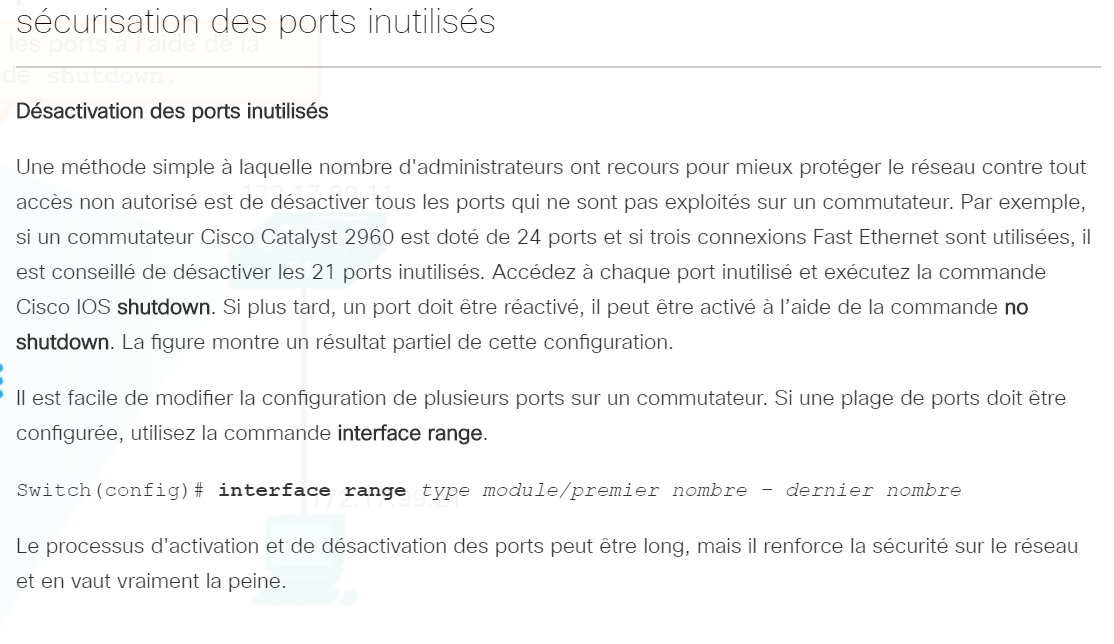 sécurisation des ports inutilisés
les ports à l'aide de la
de shutdown.
Désactivation des ports inutilisés
Une méthode simple à laquelle nombre d'administrateurs ont recours pour mieux protéger le réseau contre tout
172.17.99.11
accès non autorisé est de désactiver tous les ports qui ne sont pas exploités sur un commutateur. Par exemple,
si un commutateur Cisco Catalyst 2960 est doté de 24 ports et si trois connexions Fast Ethernet sont utilisées, il
est conseillé de désactiver les 21 ports inutilisés. Accédez à chaque port inutilisé et exécutez la commande
Cisco IOS shutdown. Si plus tard, un port doit être réactivé, il peut être activé à l’aide de la commande no
shutdown. La figure montre un résultat partiel de cette configuration.
Il est facile de modifier la configuration de plusieurs ports sur un commutateur. Si une plage de ports doit être
configurée, utilisez la commande interface range.
Switch(config)# interface range type module/premier nombre – dernier nombre
172.17.99.21
Le processus d'activation et de désactivation des ports peut être long, mais il renforce la sécurité sur le réseau
et en vaut vraiment la peine.